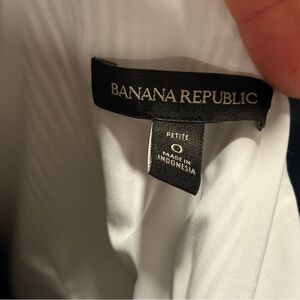 BANANA REPUBLIC
PETITE
0
MADE IN
INDONESIA